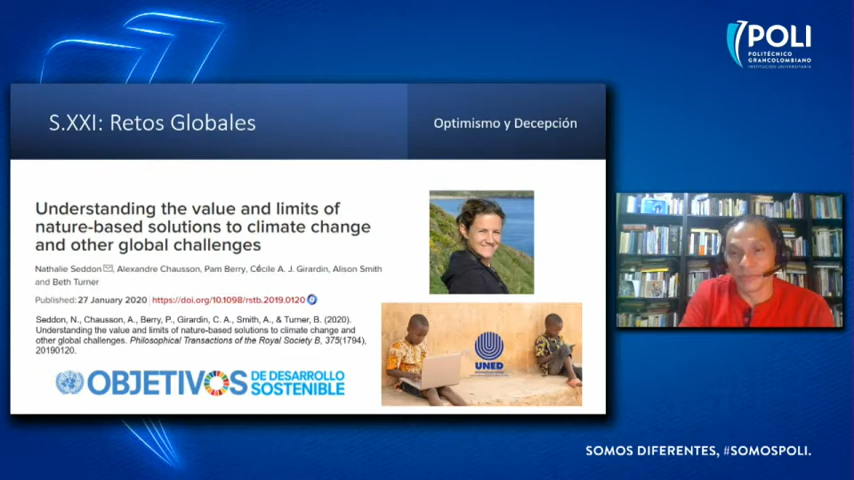 POLI
POLITÉCNICO
GRANCOLOMBIANO
INSTITUCIÓN UNIVERSITARIA
S.XXI: Retos Globales
Optimismo y Decepción
Understanding the value and limits of
nature-based solutions to climate change
and other global challenges
Nathalie Seddon, Alexandre Chausson, Pam Berry, Cécile A. J. Girardin, Alison Smith
and Beth Turner
Published: 27 January 2020 https://doi.org/10.1098/rstb.2019.0120
Seddon, N., Chausson, A., Berry, P., Girardin, C. A., Smith, A., & Turner, B. (2020).
Understanding the value and limits of nature-based solutions to climate change and
other global challenges. Philosophical Transactions of the Royal Society B, 375(1794),
20190120.
UNED
OBJETIVOS DE DESARROLLO
SOSTENIBLE
SOMOS DIFERENTES, #SOMOSPOLI.